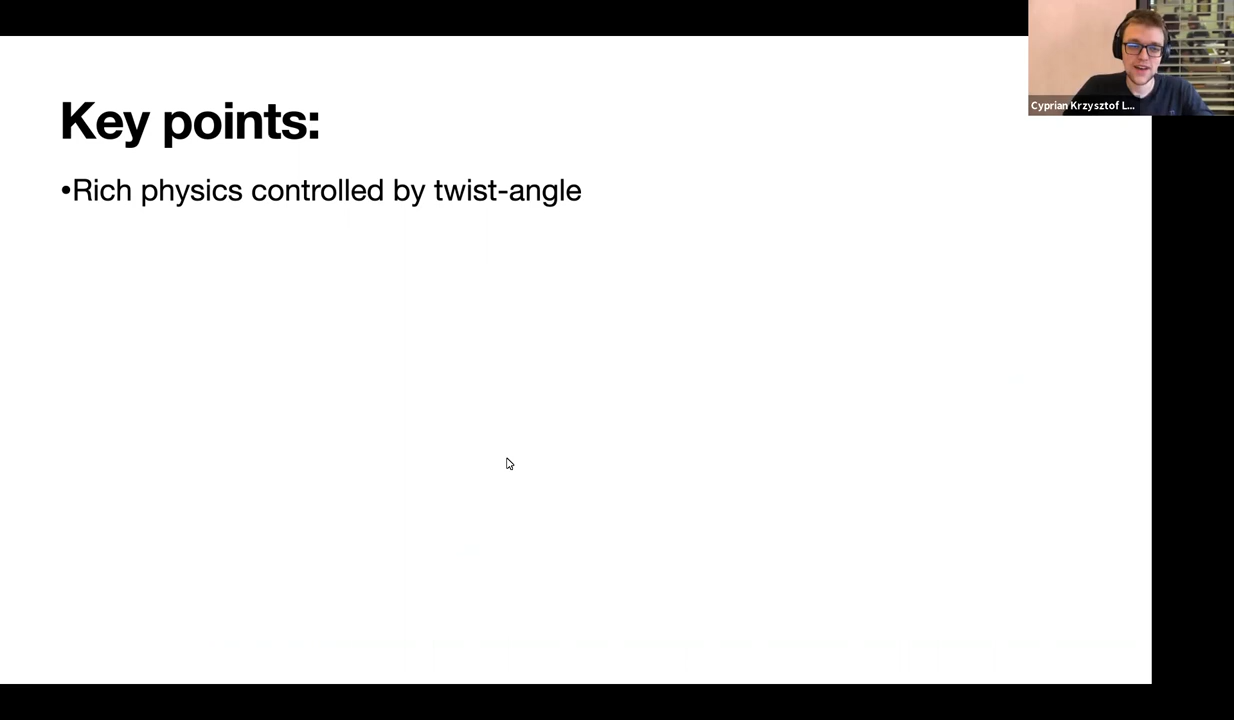 Key points:
•Rich physics controlled by twist-angle
Cyprian Krzysztof L...